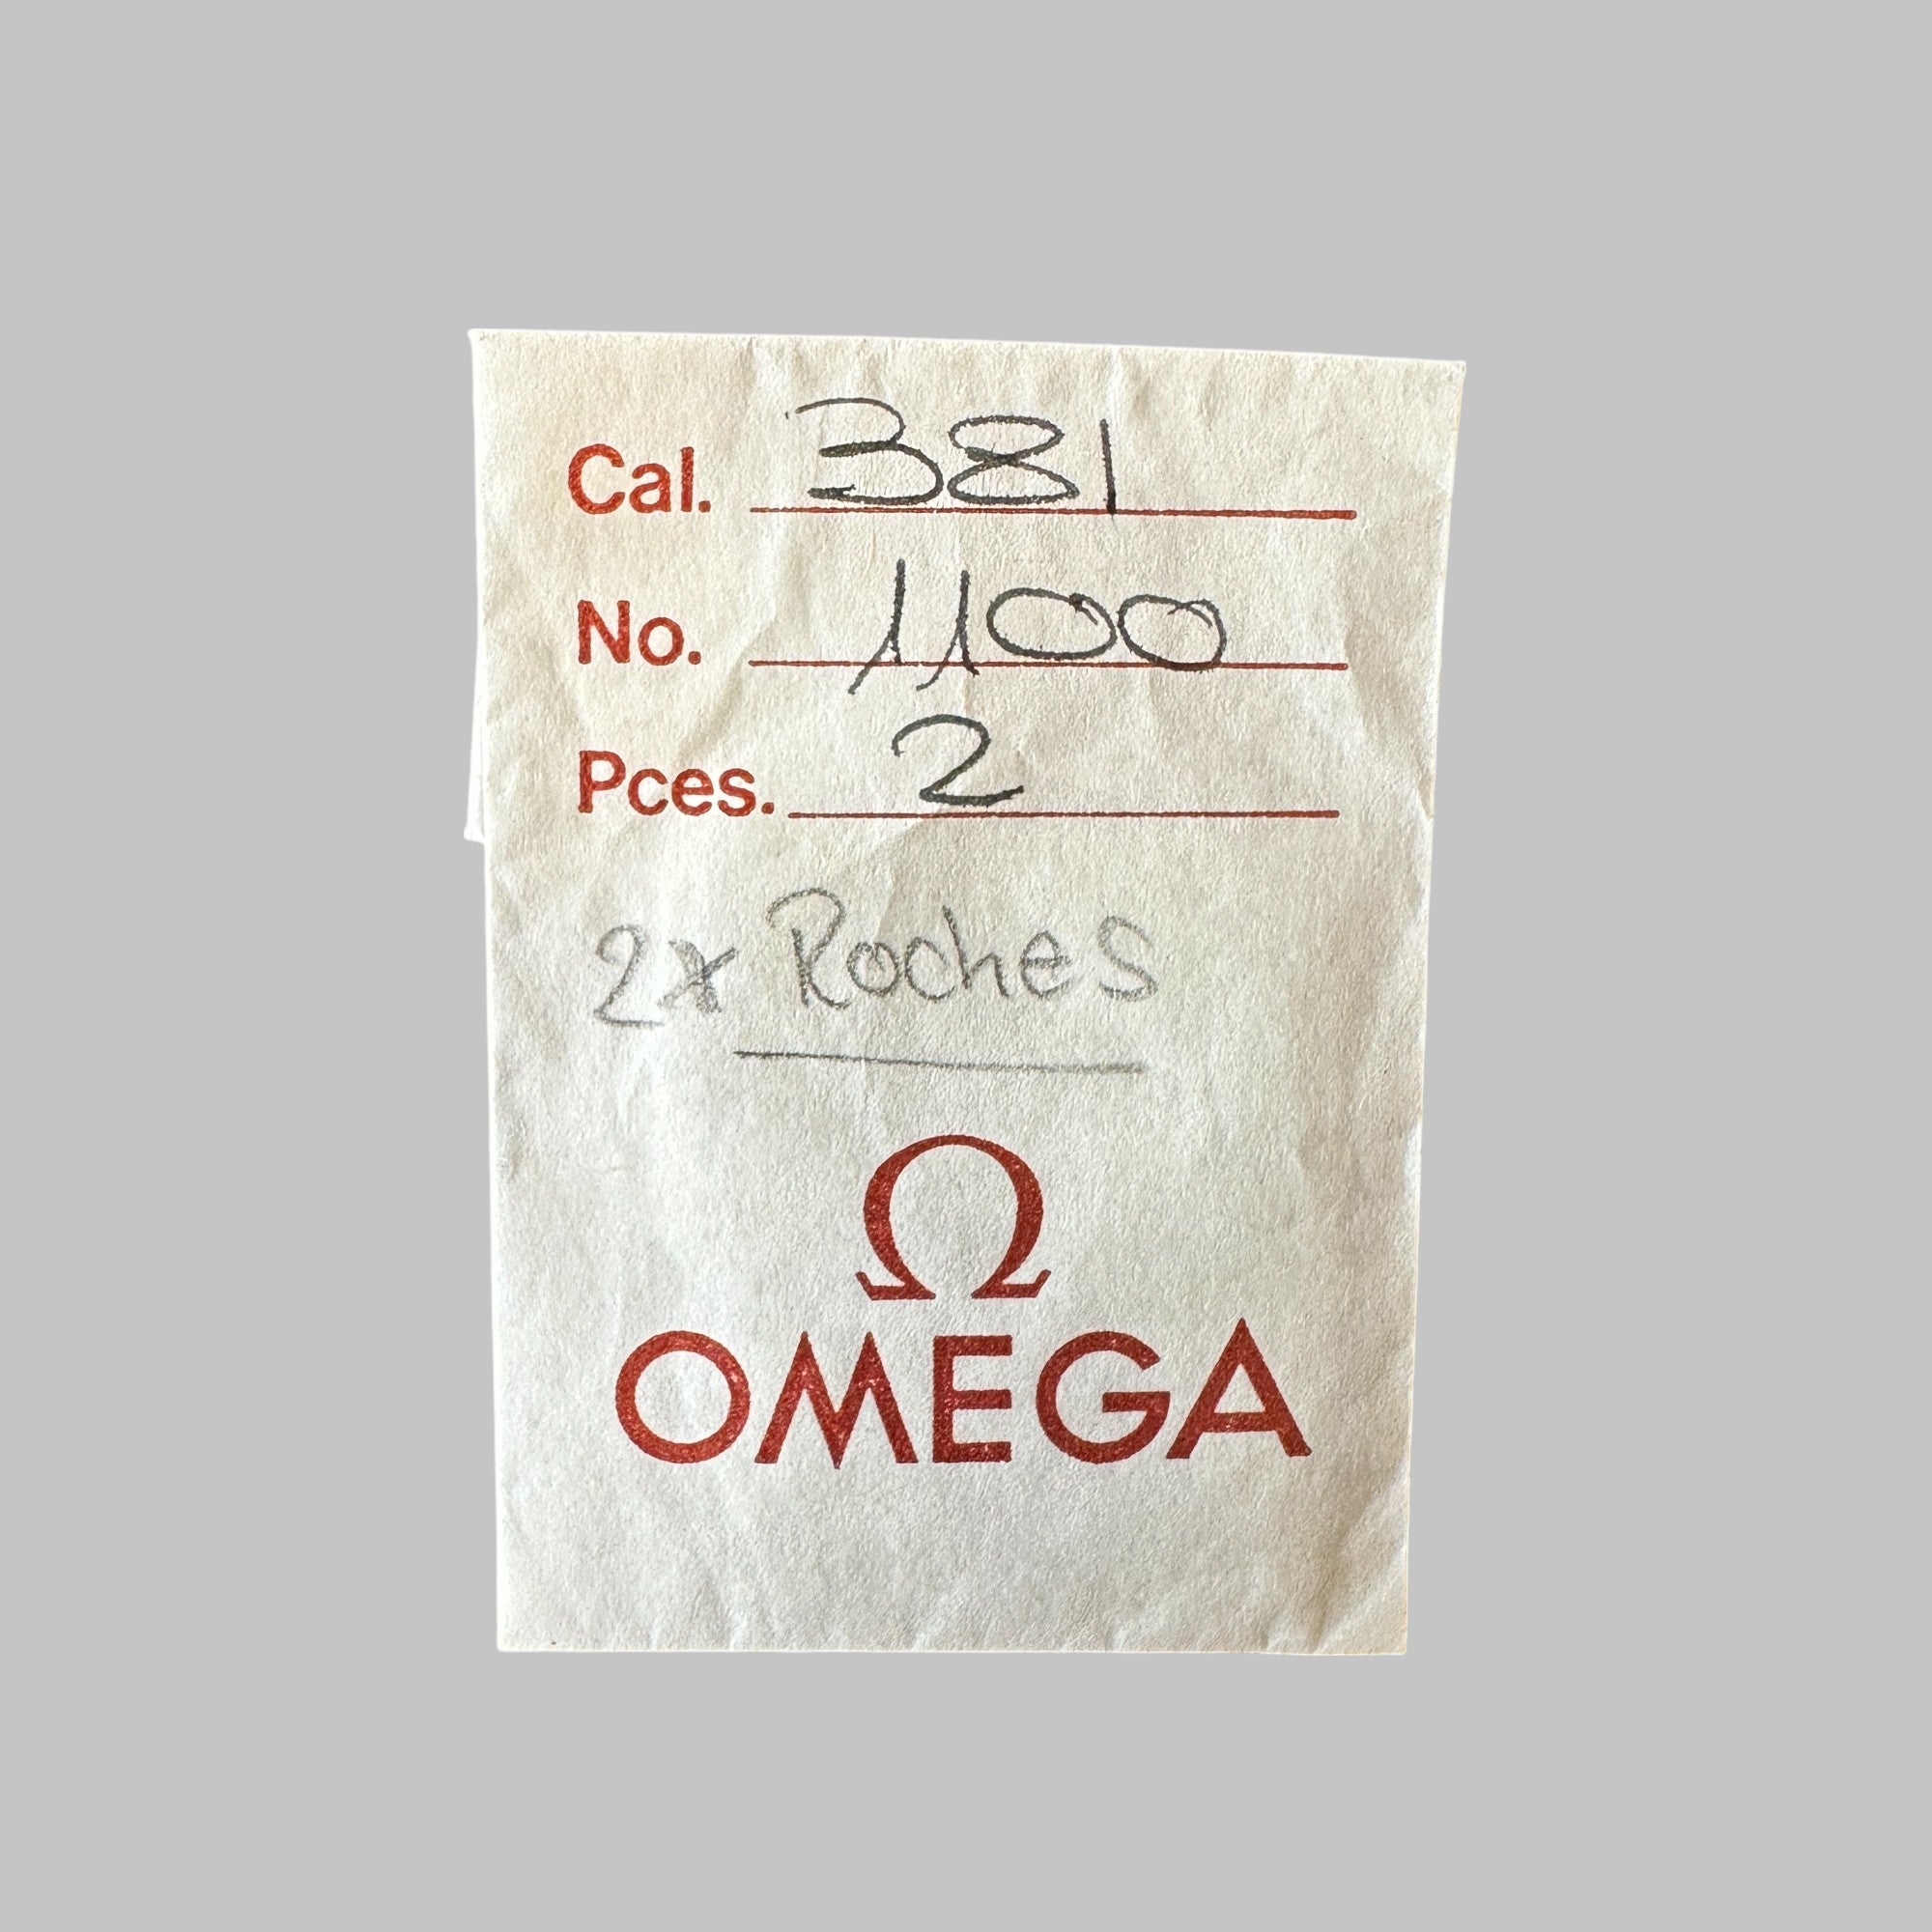 Cal. 381
No. 1100
Pces. 2
2x Roches
Ω
OMEGA